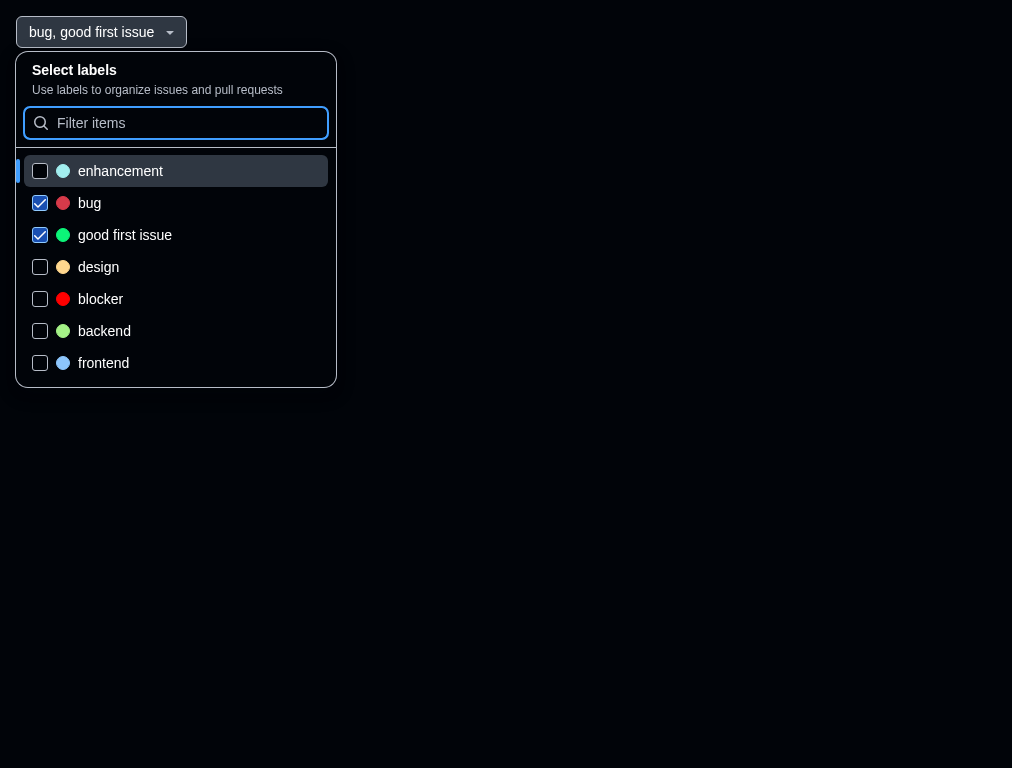 bug, good first issue
Select labels
Use labels to organize issues and pull requests
Filter items
enhancement
bug
good first issue
design
blocker
backend
frontend